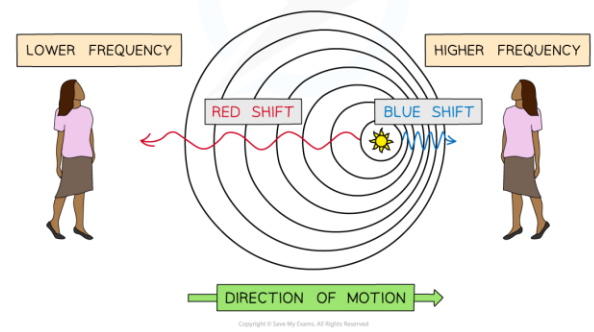 LOWER FREQUENCY
HIGHER FREQUENCY
RED SHIFT
BLUE SHIFT
DIRECTION OF MOTION
Copyright © Save My Exams. All Rights Reserved